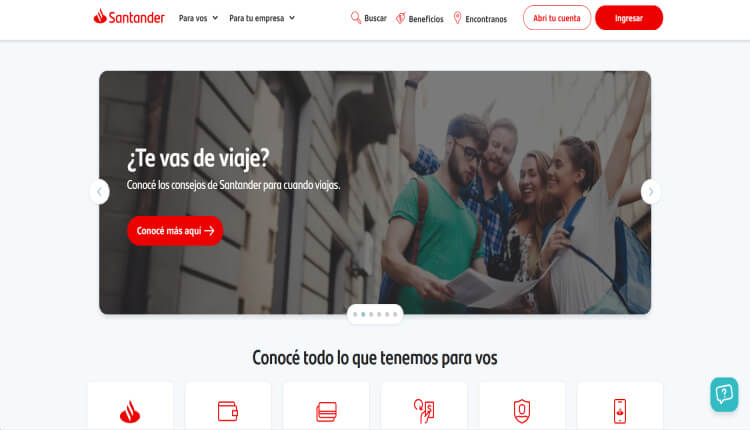 Santander
Para vos
Para tu empresa
Buscar
Beneficios
Encontranos
Abrí tu cuenta
Ingresar
¿Te vas de viaje?
Conocé los consejos de Santander para cuando viajas.
Conocé más aquí
Conocé todo lo que tenemos para vos